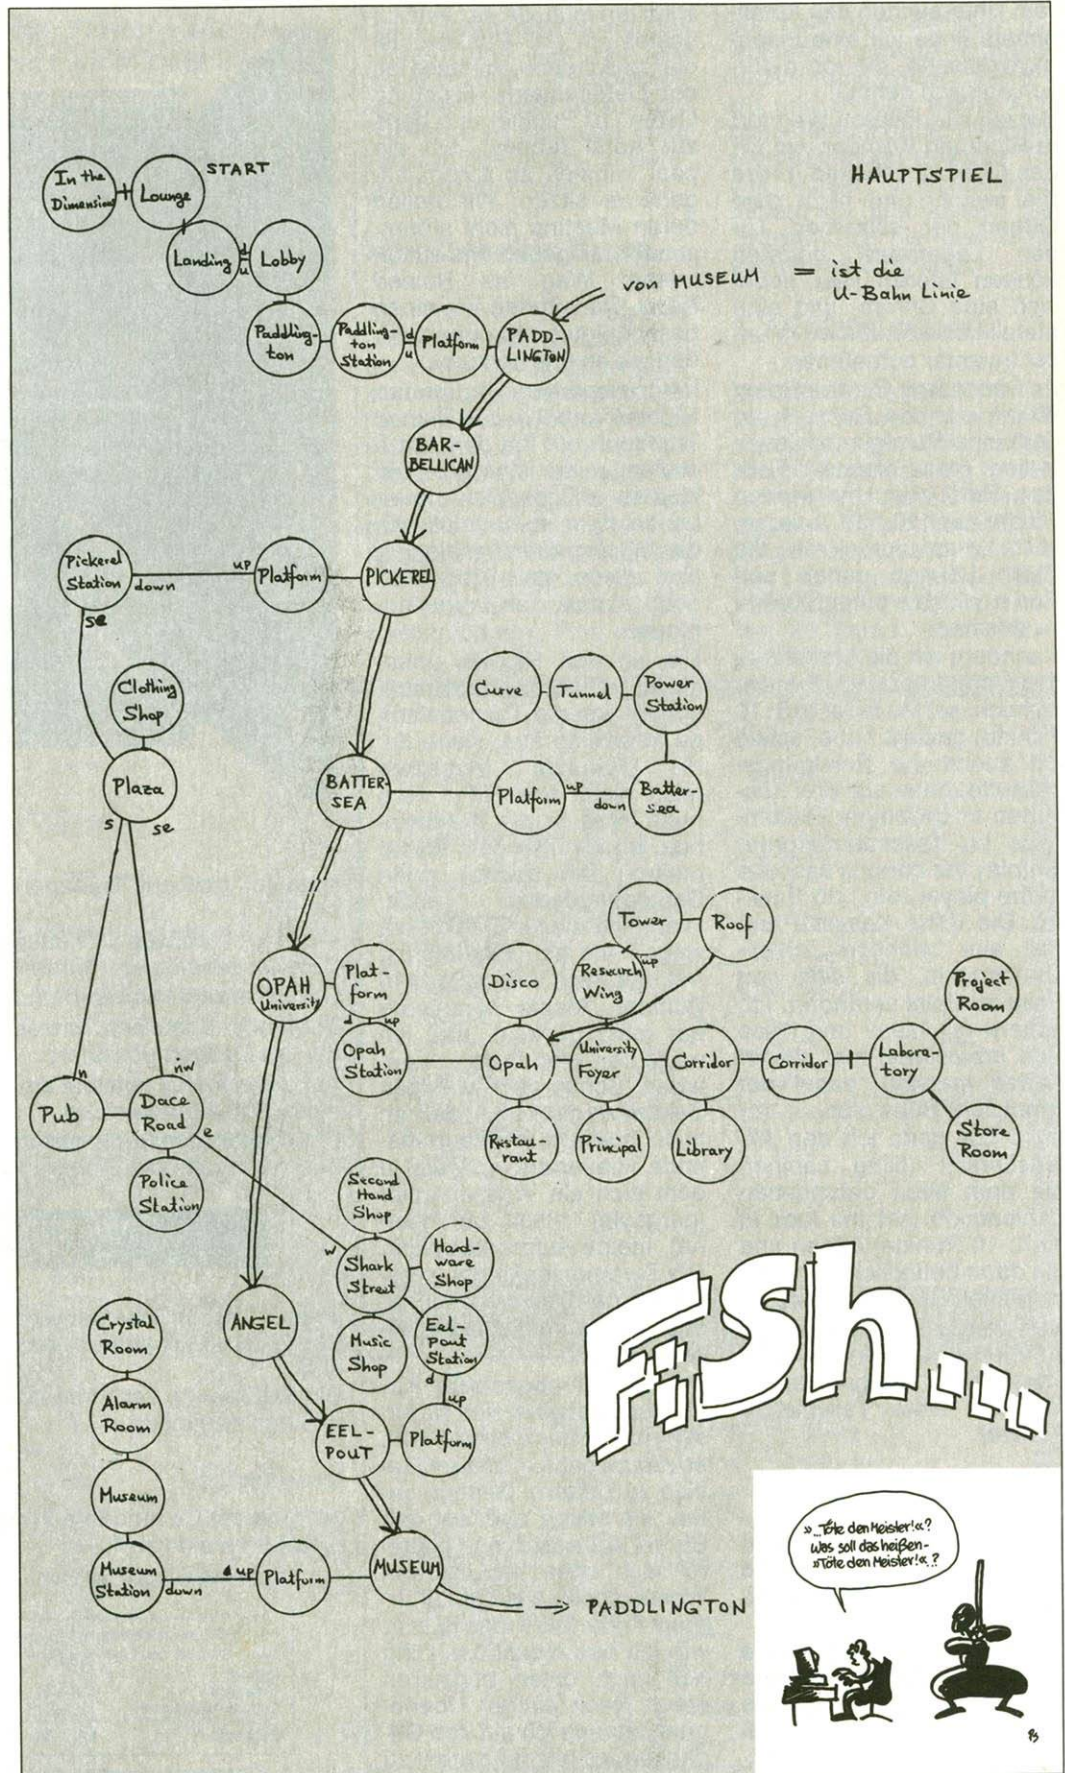 START
HAUPTSPIEL
In the
Dimension
Lounge
Landing
d
u
Lobby
von MUSEUM
= ist die
U-Bahn Linie
Paddling-
ton
Paddling-
ton
Station
d
u
Platform
PADD-
LINGTON
BAR-
BELLICAN
Pickerel
Station
down
up
Platform
PICKEREL
se
Clothing
Shop
Curve
Tunnel
Power
Station
Plaza
s
se
BATTER-
SEA
Platform
up
down
Batter-
sea
Tower
up
Roof
OPAH
University
Plat-
form
d
up
Opah
Station
Disco
Research
Wing
Project
Room
Opah
University
Foyer
Corridor
Corridor
Labora-
tory
n
Pub
nw
Dace
Road
e
Restau-
rant
Principal
Library
Store
Room
Police
Station
Second
Hand
Shop
w
Shark
Street
Hard-
ware
Shop
Crystal
Room
ANGEL
Music
Shop
Eel-
pout
Station
d
up
Fish...
Alarm
Room
EEL-
POUT
Platform
Museum
Museum
Station
down
up
Platform
MUSEUM
PADDLINGTON
»...Töte den Meister!«?
Was soll das heißen-
»Töte den Meister!«?